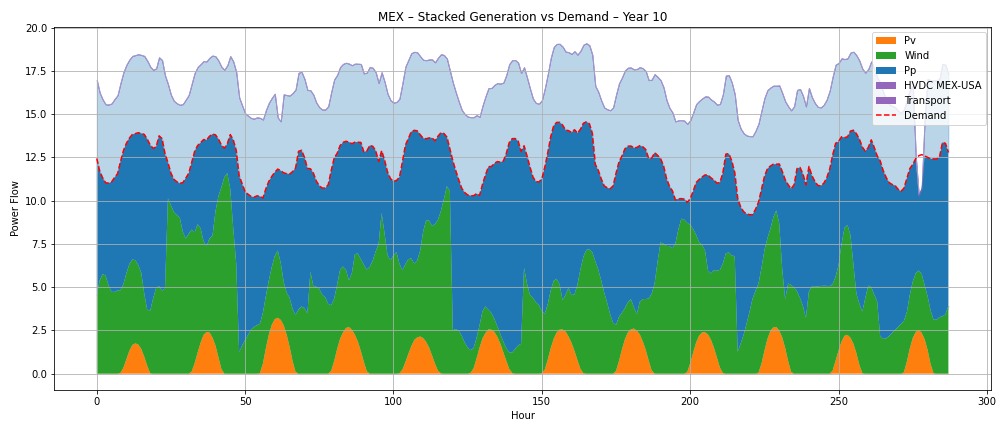 MEX – Stacked Generation vs Demand – Year 10
Power Flow
20.0
17.5
15.0
12.5
10.0
7.5
5.0
2.5
0.0
Pv
Wind
Pp
HVDC MEX-USA
Transport
Demand
0 50 100 150 200 250 300
Hour